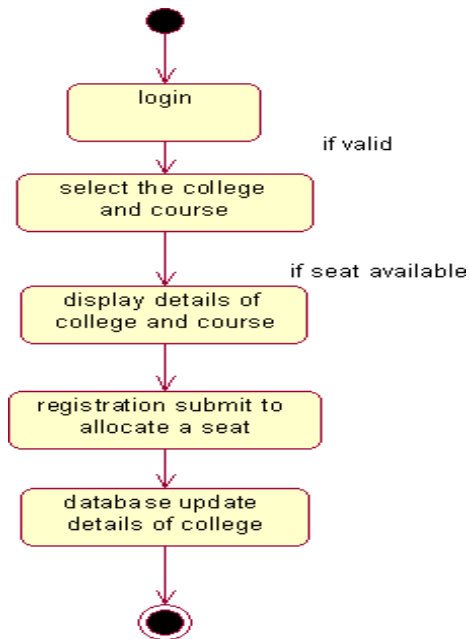 login
if valid
select the college
and course
if seat available
display details of
college and course
registration submit to
allocate a seat
database update
details of college